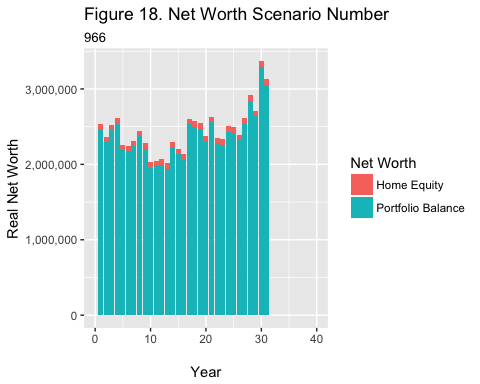 Figure 18. Net Worth Scenario Number
966
3,000,000
2,000,000
1,000,000
0
Real Net Worth
0 10 20 30 40
Year
Net Worth
Home Equity
Portfolio Balance